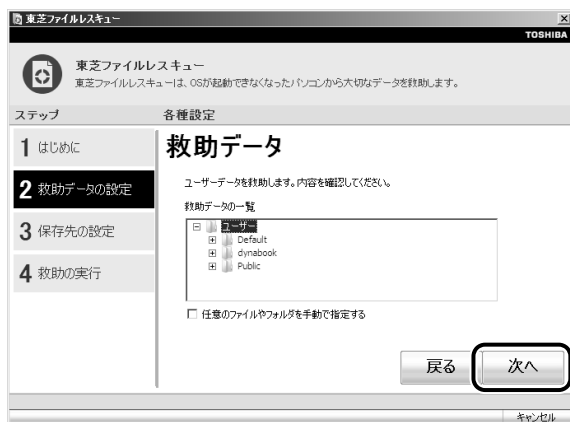 東芝ファイルレスキュー
TOSHIBA
東芝ファイルレスキュー
東芝ファイルレスキューは、OSが起動できなくなったパソコンから大切なデータを救助します。
ステップ
各種設定
1 はじめに
2 救助データの設定
3 保存先の設定
4 救助の実行
救助データ
ユーザーデータを救助します。内容を確認してください。
救助データの一覧
ユーザー
Default
dynabook
Public
任意のファイルやフォルダを手動で指定する
戻る
次へ
キャンセル